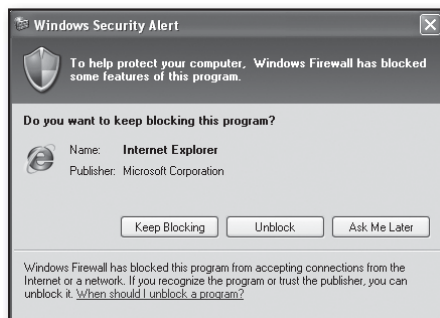 Windows Security Alert
To help protect your computer, Windows Firewall has blocked
some features of this program.
Do you want to keep blocking this program?
Name: Internet Explorer
Publisher: Microsoft Corporation
Keep Blocking Unblock Ask Me Later
Windows Firewall has blocked this program from accepting connections from the
Internet or a network. If you recognize the program or trust the publisher, you can
unblock it. When should I unblock a program?